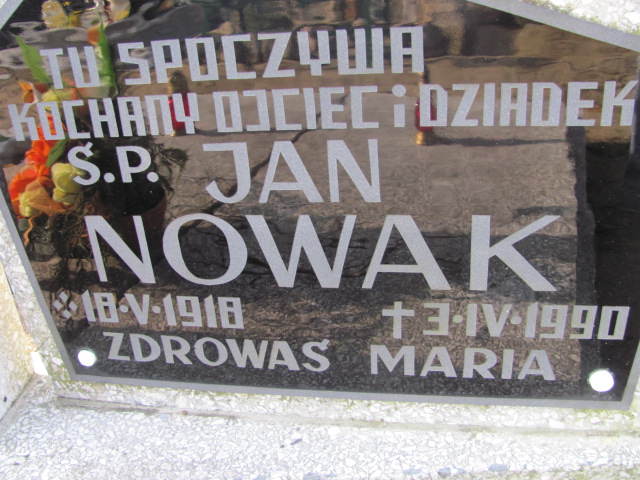 TU SPOCZYWA
KOCHANY OJCIEC i DZIADEK
Ś.P. JAN
NOWAK
18·V·1918 † 3·IV·1990
ZDROWAŚ MARIA